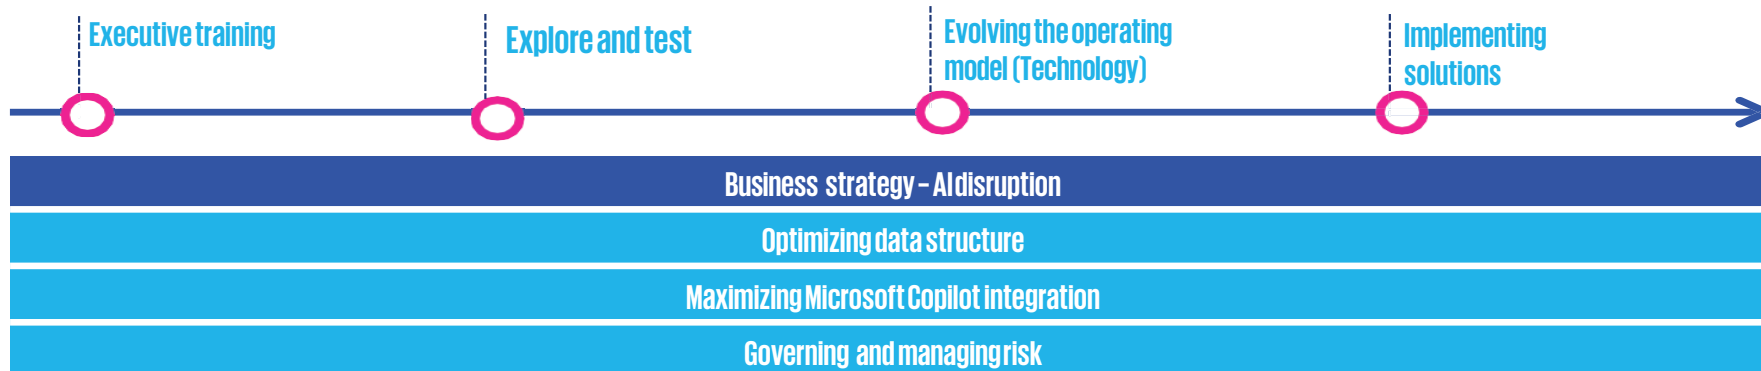 Executive training
Explore and test
Evolving the operating
model (Technology)
Implementing
solutions
Business strategy – AI disruption
Optimizing data structure
Maximizing Microsoft Copilot integration
Governing and managing risk